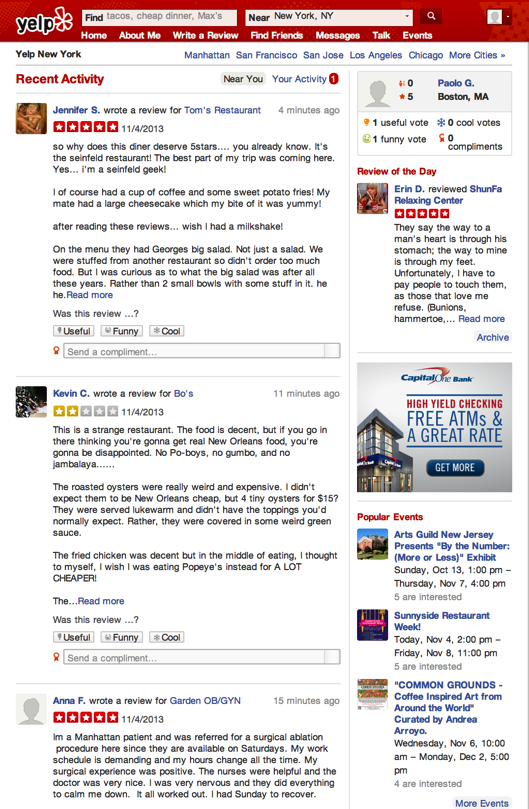 yelp
Find tacos, cheap dinner, Max's
Near New York, NY
Home About Me Write a Review Find Friends Messages Talk Events
Yelp New York
Manhattan San Francisco San Jose Los Angeles Chicago More Cities »
Recent Activity
Near You Your Activity 1
Jennifer S. wrote a review for Tom's Restaurant 4 minutes ago
11/4/2013
so why does this diner deserve 5stars.... you already know. It's
the seinfeld restaurant! The best part of my trip was coming here.
Yes... i'm a seinfeld geek!
I of course had a cup of coffee and some sweet potato fries! My
mate had a large cheesecake which my bite of it was yummy!
after reading these reviews... wish I had a milkshake!
On the menu they had Georges big salad. Not just a salad. We
were stuffed from another restaurant so didn't order too much
food. But I was curious as to what the big salad was after all
these years. Rather than 2 small bowls with some stuff in it. he
he.Read more
Was this review ...?
Useful Funny Cool
Send a compliment...
Kevin C. wrote a review for Bo's 11 minutes ago
11/4/2013
This is a strange restaurant. The food is decent, but if you go in
there thinking you're gonna get real New Orleans food, you're
gonna be disappointed. No Po-boys, no gumbo, and no
jambalaya......
The roasted oysters were really weird and expensive. I didn't
expect them to be New Orleans cheap, but 4 tiny oysters for $15?
They were served lukewarm and didn't have the toppings you'd
normally expect. Rather, they were covered in some weird green
sauce.
The fried chicken was decent but in the middle of eating, I thought
to myself, I wish I was eating Popeye's instead for A LOT
CHEAPER!
The...Read more
Was this review ...?
Useful Funny Cool
Send a compliment...
Anna F. wrote a review for Garden OB/GYN 15 minutes ago
11/4/2013
Im a Manhattan patient and was referred for a surgical ablation
procedure here since they are available on Saturdays. My work
schedule is demanding and my hours change all the time. My
surgical experience was positive. The nurses were helpful and the
doctor was very nice. I was very nervous and they did everything
to calm me down. It all worked out. I had Sunday to recover.
0 Paolo G.
5 Boston, MA
1 useful vote 0 cool votes
1 funny vote 0
compliments
Review of the Day
Erin D. reviewed ShunFa
Relaxing Center
They say the way to a
man's heart is through his
stomach; the way to mine
is through my feet.
Unfortunately, I have to
pay people to touch them,
as those that love me
refuse. (Bunions,
hammertoe,... Read more
Archive
Capital One Bank
HIGH YIELD CHECKING
FREE ATMs &
A GREAT RATE
GET MORE
Popular Events
Arts Guild New Jersey
Presents "By the Number:
(More or Less)" Exhibit
Sunday, Oct 13, 1:00 pm –
Thursday, Nov 7, 4:00 pm
5 are interested
Sunnyside Restaurant
Week!
Today, Nov 4, 2:00 pm –
Friday, Nov 8, 11:00 pm
5 are interested
"COMMON GROUNDS -
Coffee Inspired Art from
Around the World"
Curated by Andrea
Arroyo.
Wednesday, Nov 6, 10:00
am – Monday, Dec 2, 5:00
pm
4 are interested
More Events